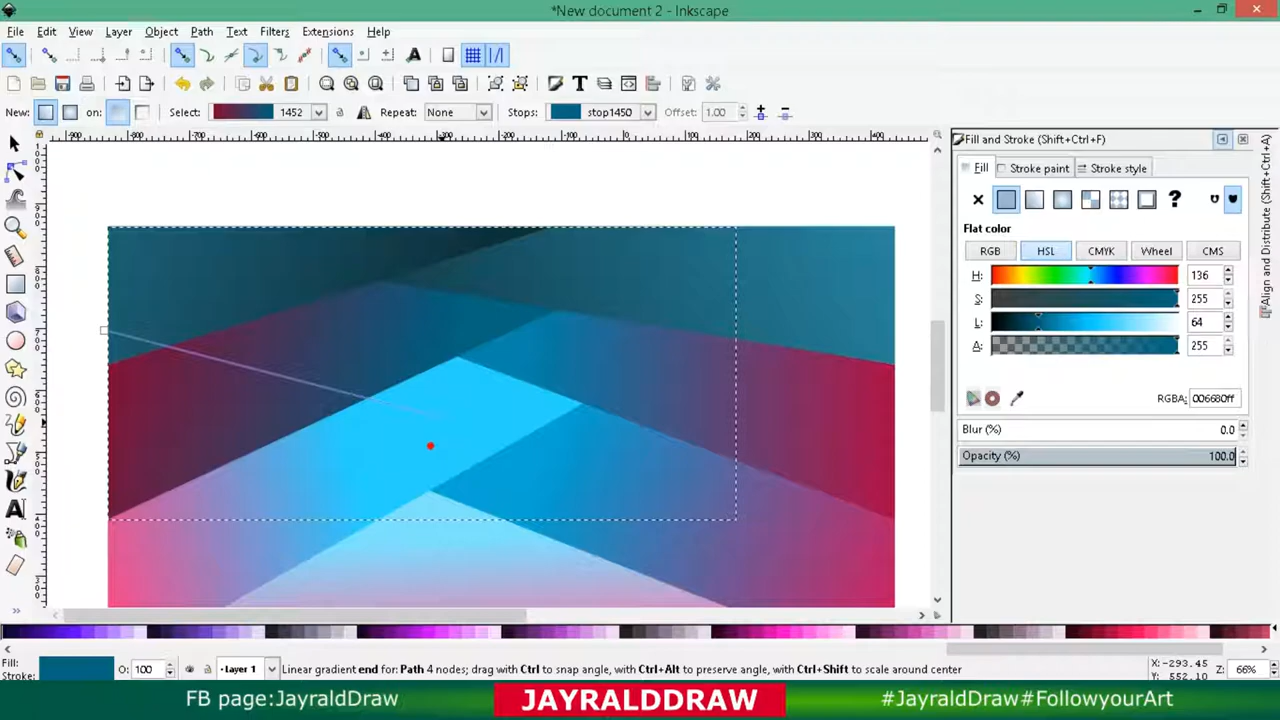 *New document 2 - Inkscape
File Edit View Layer Object Path Text Filters Extensions Help
New: on: Select: 1452 Repeat: None Stops: stop1450 Offset: 1.00
Fill and Stroke (Shift+Ctrl+F)
Fill Stroke paint Stroke style
Flat color
RGB HSL CMYK Wheel CMS
H: 136
S: 255
L: 64
A: 255
RGBA: 006680ff
Blur (%) 0.0
Opacity (%) 100.0
Align and Distribute (Shift+Ctrl+A)
Fill:
Stroke:
O: 100
Layer 1
Linear gradient end for: Path 4 nodes; drag with Ctrl to snap angle, with Ctrl+Alt to preserve angle, with Ctrl+Shift to scale around center
X: -293.45
Y: 552.10
Z: 66%
FB page:JayraldDraw
JAYRALDDRAW
#JayraldDraw#FollowyourArt